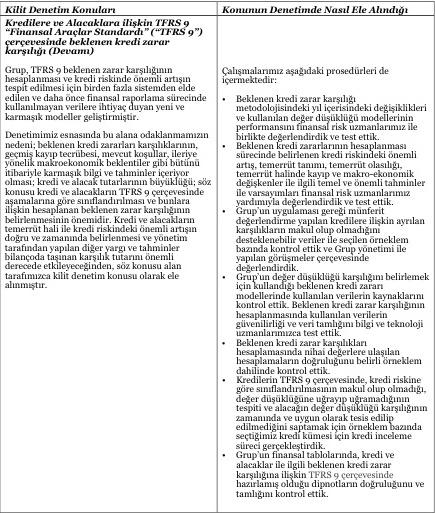 Kilit Denetim Konuları
Kredilere ve Alacaklara ilişkin TFRS 9
“Finansal Araçlar Standardı” (“TFRS 9”)
çerçevesinde beklenen kredi zarar
karşılığı (Devamı)
Grup, TFRS 9 beklenen zarar karşılığının
hesaplanması ve kredi riskinde önemli artışın
tespit edilmesi için birden fazla sistemden elde
edilen ve daha önce finansal raporlama sürecinde
kullanılmayan verilere ihtiyaç duyan yeni ve
karmaşık modeller geliştirmiştir.
Denetimimiz esnasında bu alana odaklanmamızın
nedeni; beklenen kredi zararları karşılıklarının,
geçmiş kayıp tecrübesi, mevcut koşullar, ileriye
yönelik makroekonomik beklentiler gibi bütünü
itibariyle karmaşık bilgi ve tahminler içeriyor
olması; kredi ve alacak tutarlarının büyüklüğü; söz
konusu kredi ve alacakların TFRS 9 çerçevesinde
aşamalarına göre sınıflandırılması ve bunlara
ilişkin hesaplanan beklenen zarar karşılığının
belirlenmesinin önemidir. Kredi ve alacakların
temerrüt hali ile kredi riskindeki önemli artışın
doğru ve zamanında belirlenmesi ve yönetim
tarafından yapılan diğer yargı ve tahminler
bilançoda taşınan karşılık tutarını önemli
derecede etkileyeceğinden, söz konusu alan
tarafımızca kilit denetim konusu olarak ele
alınmıştır.
Konunun Denetimde Nasıl Ele Alındığı
Çalışmalarımız aşağıdaki prosedürleri de
içermektedir:
• Beklenen kredi zarar karşılığı
metodolojisindeki yıl içerisindeki değişiklikleri
ve kullanılan değer düşüklüğü modellerinin
performansını finansal risk uzmanlarımız ile
birlikte değerlendirdik ve test ettik.
• Beklenen kredi zararlarının hesaplanması
sürecinde belirlenen kredi riskindeki önemli
artış, temerrüt tanımı, temerrüt olasılığı,
temerrüt halinde kayıp ve makro-ekonomik
değişkenler ile ilgili temel ve önemli tahminler
ile varsayımları finansal risk uzmanlarımız
yardımıyla değerlendirdik ve test ettik.
• Grup’un uygulaması gereği münferit
değerlendirme yapılan kredilere ilişkin ayrılan
karşılıkların makul olup olmadığını
desteklenebilir veriler ile seçilen örneklem
bazında kontrol ettik ve Grup yönetimi ile
yapılan görüşmeler çerçevesinde
değerlendirdik.
• Grup’un değer düşüklüğü karşılığını belirlemek
için kullandığı beklenen kredi zararı
modellerinde kullanılan verilerin kaynaklarını
kontrol ettik. Beklenen kredi zarar karşılığının
hesaplanmasında kullanılan verilerin
güvenilirliği ve veri tamlığını bilgi ve teknoloji
uzmanlarımızca test ettik.
• Beklenen kredi zarar karşılıkları
hesaplamasında nihai değerlere ulaşılan
hesaplamaların doğruluğunu belirli örneklem
dahilinde kontrol ettik.
• Kredilerin TFRS 9 çerçevesinde, kredi riskine
göre sınıflandırılmasının makul olup olmadığı,
değer düşüklüğüne uğrayıp uğramadığının
tespiti ve alacağın değer düşüklüğü karşılığının
zamanında ve uygun olarak tesis edilip
edilmediğini saptamak için örneklem bazında
seçtiğimiz kredi kümesi için kredi inceleme
süreci gerçekleştirdik.
• Grup’un finansal tablolarında, kredi ve
alacaklar ile ilgili beklenen kredi zarar
karşılığına ilişkin TFRS 9 çerçevesinde
hazırlamış olduğu dipnotların doğruluğunu ve
tamlığını kontrol ettik.